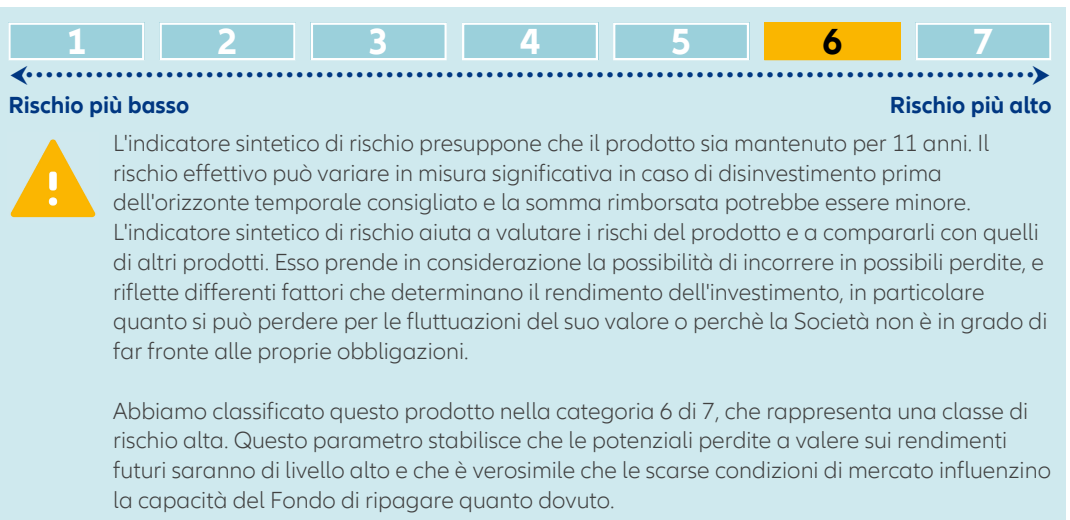 1 2 3 4 5 6 7
Rischio più basso Rischio più alto
L'indicatore sintetico di rischio presuppone che il prodotto sia mantenuto per 11 anni. Il
rischio effettivo può variare in misura significativa in caso di disinvestimento prima
dell'orizzonte temporale consigliato e la somma rimborsata potrebbe essere minore.
L'indicatore sintetico di rischio aiuta a valutare i rischi del prodotto e a compararli con quelli
di altri prodotti. Esso prende in considerazione la possibilità di incorrere in possibili perdite, e
riflette differenti fattori che determinano il rendimento dell'investimento, in particolare
quanto si può perdere per le fluttuazioni del suo valore o perchè la Società non è in grado di
far fronte alle proprie obbligazioni.
Abbiamo classificato questo prodotto nella categoria 6 di 7, che rappresenta una classe di
rischio alta. Questo parametro stabilisce che le potenziali perdite a valere sui rendimenti
futuri saranno di livello alto e che è verosimile che le scarse condizioni di mercato influenzino
la capacità del Fondo di ripagare quanto dovuto.